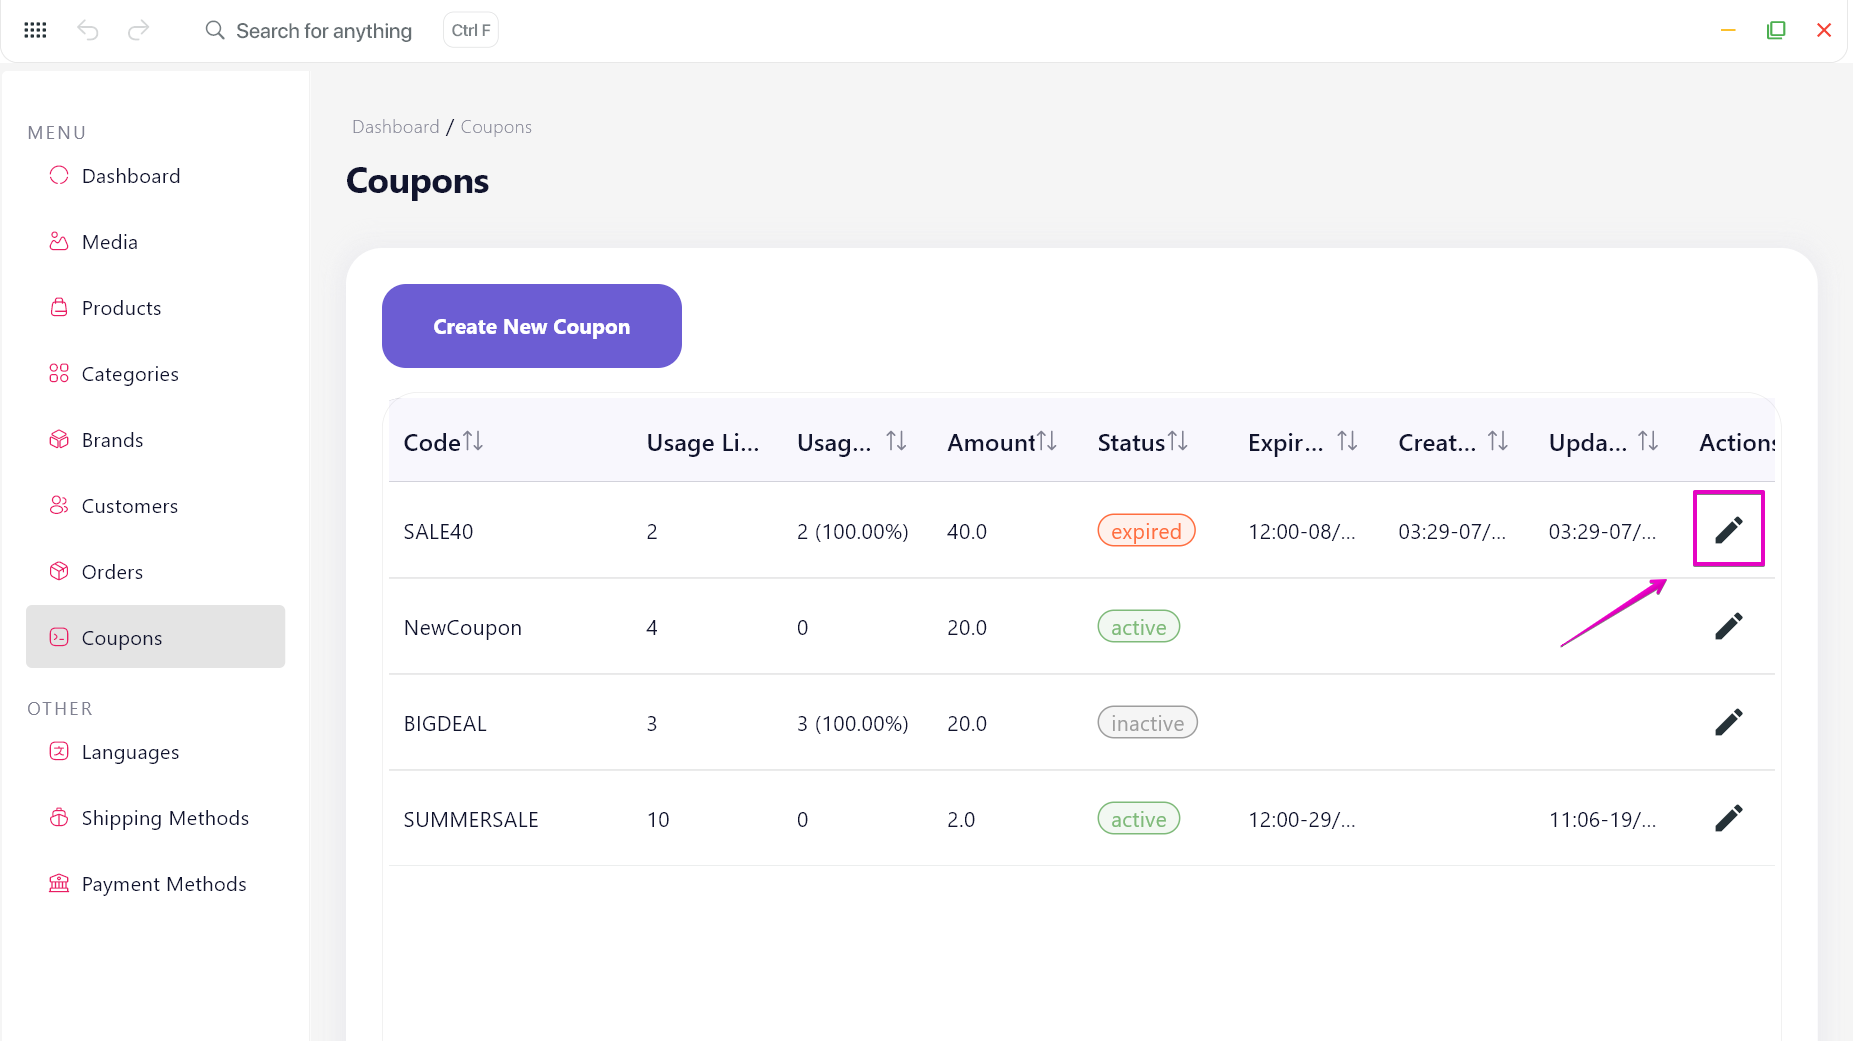 Search for anything Ctrl F
MENU
Dashboard
Media
Products
Categories
Brands
Customers
Orders
Coupons
OTHER
Languages
Shipping Methods
Payment Methods
Dashboard / Coupons
Coupons
Create New Coupon
Code Usage Li... Usag... Amount Status Expir... Creat... Upda... Actions
SALE40 2 2 (100.00%) 40.0 expired 12:00-08/... 03:29-07/... 03:29-07/...
NewCoupon 4 0 20.0 active
BIGDEAL 3 3 (100.00%) 20.0 inactive
SUMMERSALE 10 0 2.0 active 12:00-29/... 11:06-19/...